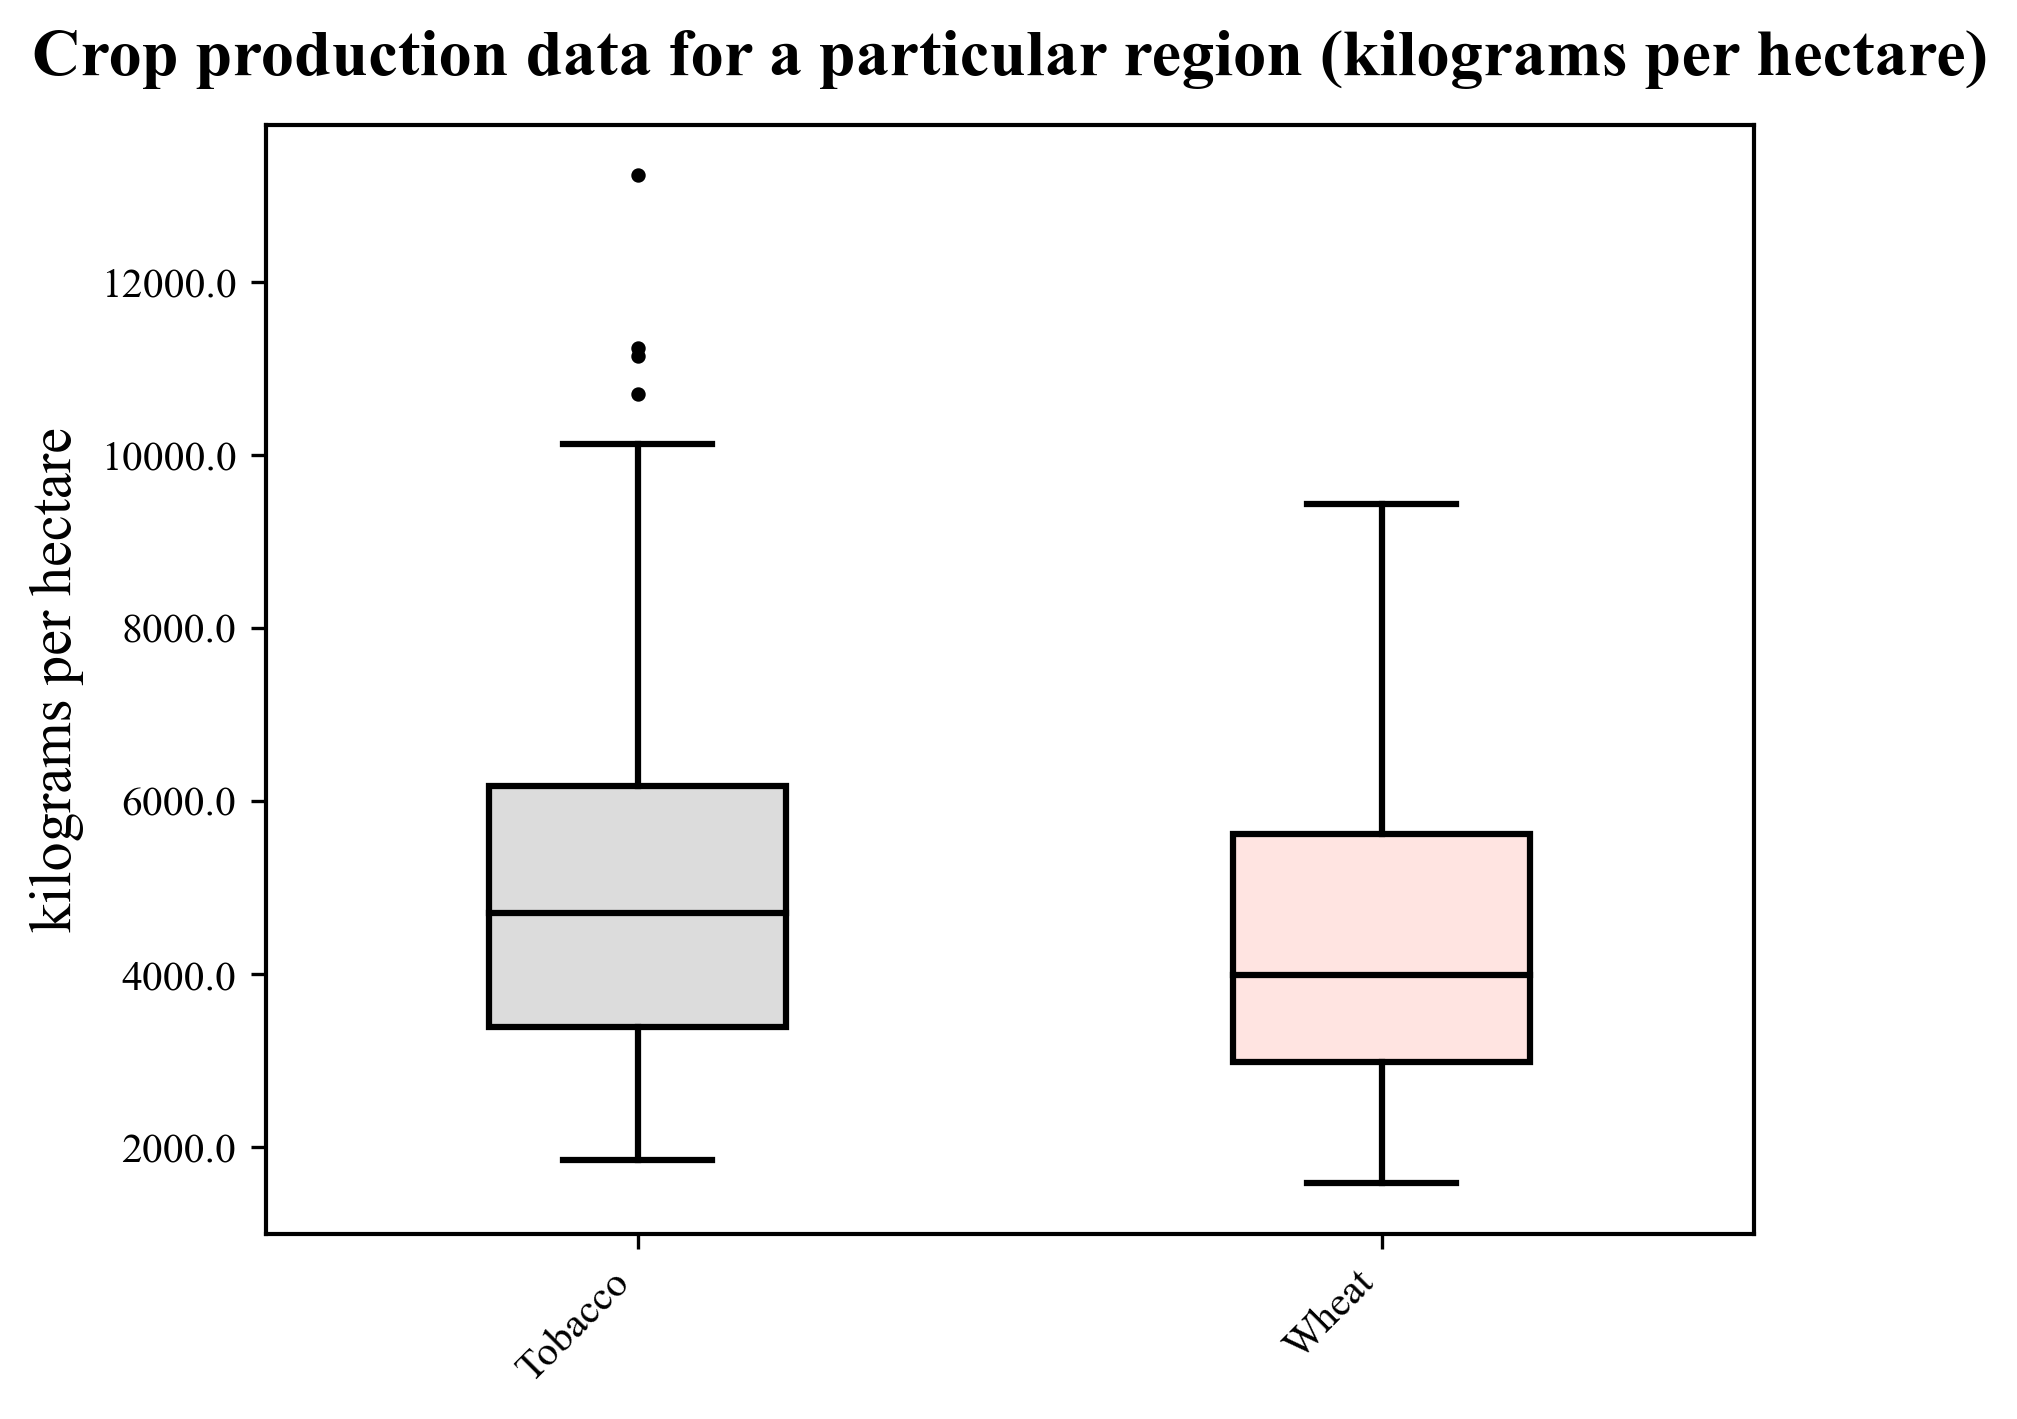 Crop production data for a particular region (kilograms per hectare)
kilograms per hectare
12000.0
10000.0
8000.0
6000.0
4000.0
2000.0
Tobacco
Wheat